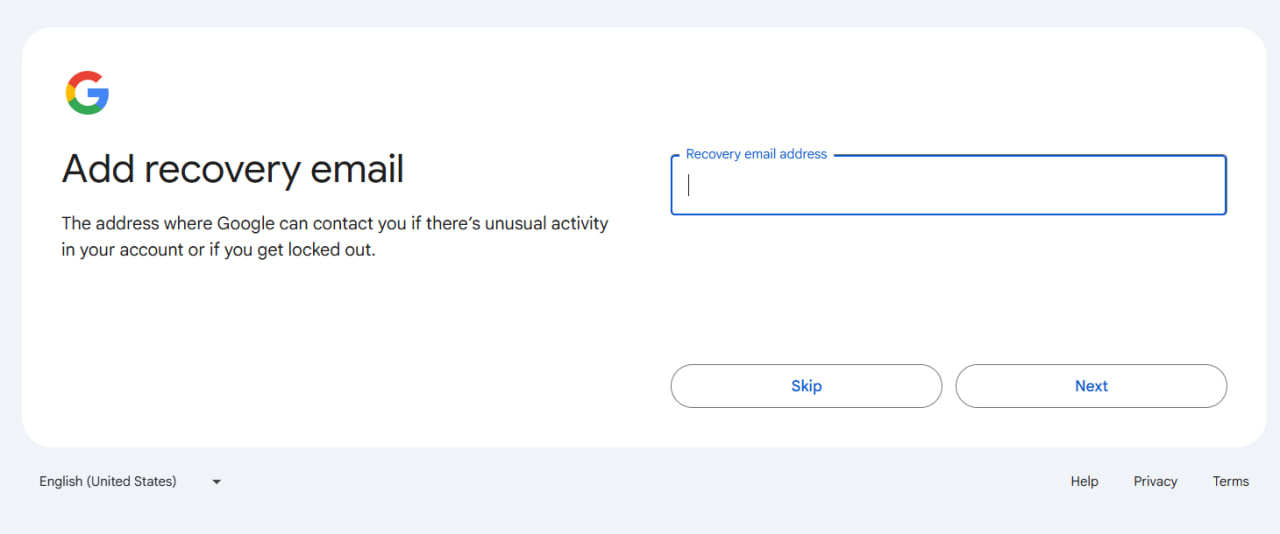 Add recovery email
The address where Google can contact you if there’s unusual activity
in your account or if you get locked out.
Recovery email address
Skip
Next
English (United States)
Help
Privacy
Terms